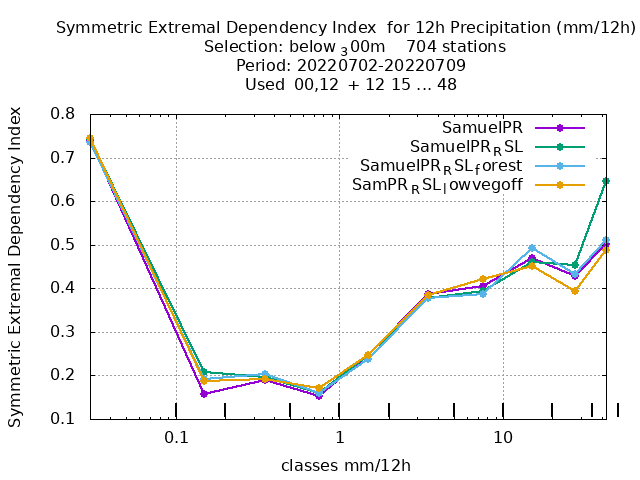 Symmetric Extremal Dependency Index  for 12h Precipitation (mm/12h)
Selection: below ₃00m    704 stations
Period: 20220702-20220709
Used  00,12  + 12 15 ... 48
Symmetric Extremal Dependency Index
0.8
0.7
0.6
0.5
0.4
0.3
0.2
0.1
SamuelPR
SamuelPR_RSL
SamuelPR_RSL_forest
SamPR_RSL_lowvegoff
0.1 1 10
classes mm/12h